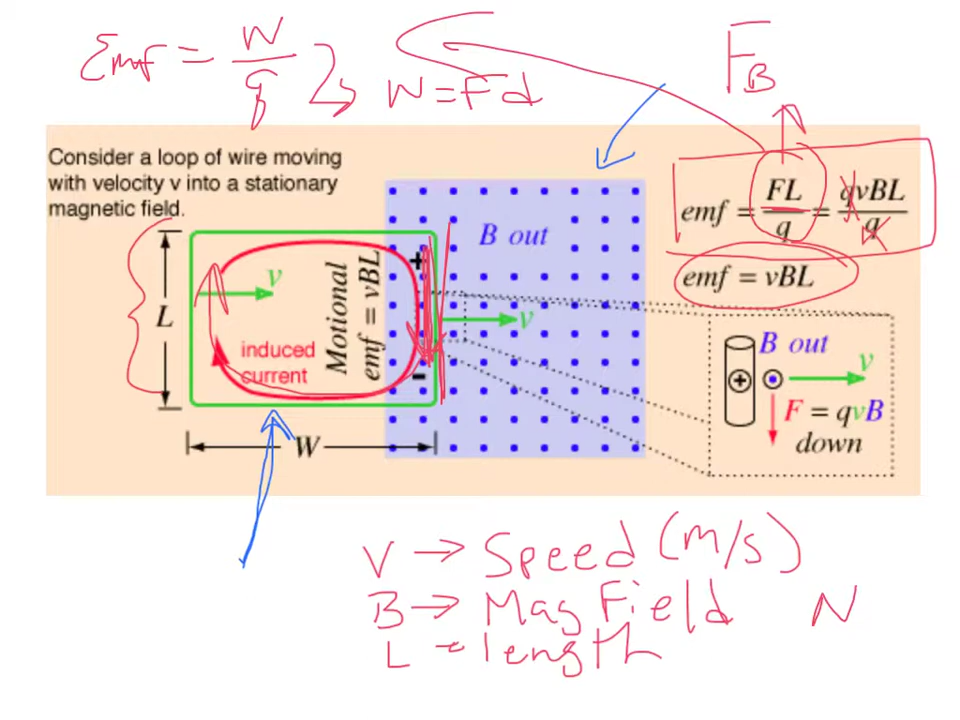 Emf = W/q
W = Fd
F_B
Consider a loop of wire moving
with velocity v into a stationary
magnetic field.
emf = FL/q = qvBL/q
emf = vBL
B out
L
v
+
Motional
emf = vBL
induced
current
-
v
W
B out
v
+
F = qvB
down
V → Speed (m/s)
B → Mag Field N
L = length